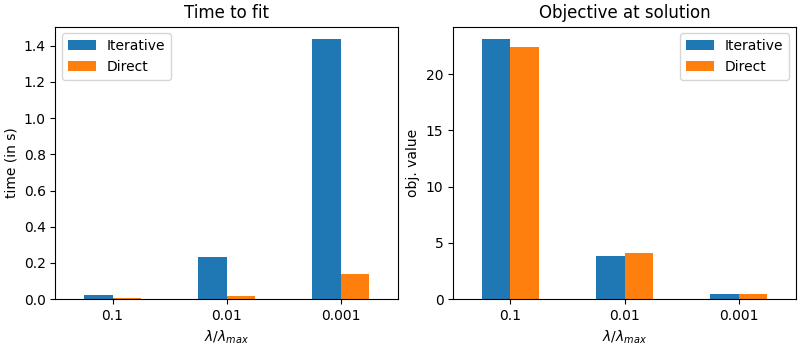 Time to fit
Iterative
Direct
time (in s)
1.4
1.2
1.0
0.8
0.6
0.4
0.2
0.0
0.1
0.01
0.001
λ/λ_max
Objective at solution
Iterative
Direct
obj. value
20
15
10
5
0
0.1
0.01
0.001
λ/λ_max